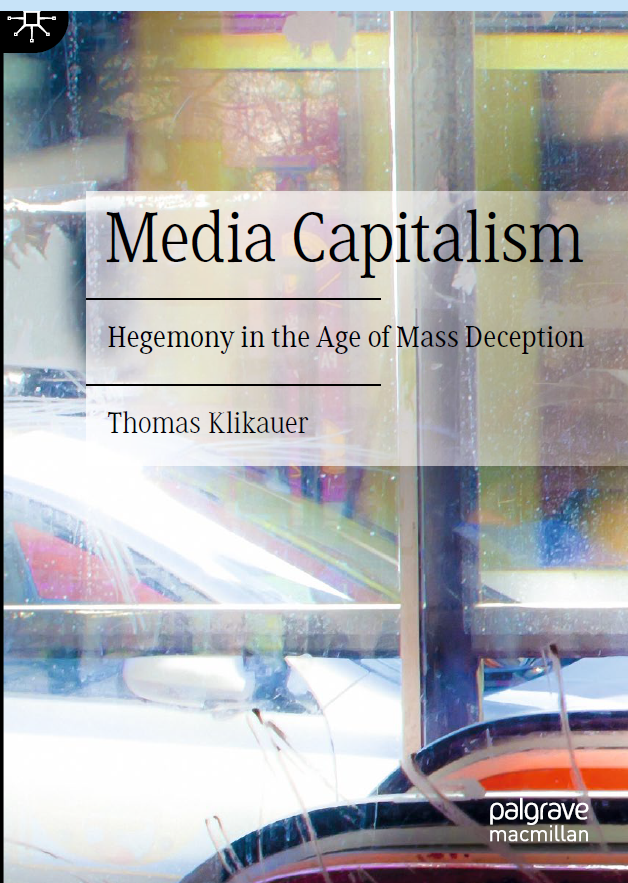 Media Capitalism
Hegemony in the Age of Mass Deception
Thomas Klikauer
palgrave
macmillan